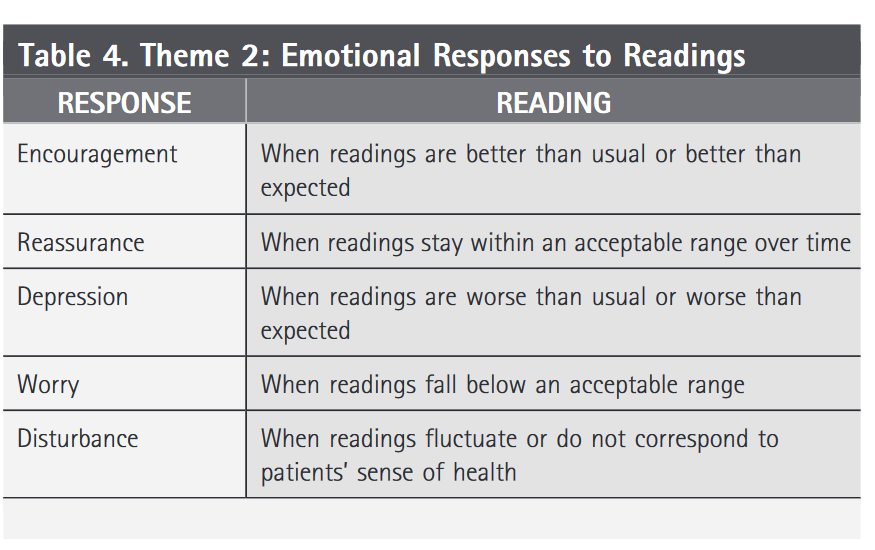 Table 4. Theme 2: Emotional Responses to Readings
RESPONSE READING
Encouragement When readings are better than usual or better than
expected
Reassurance When readings stay within an acceptable range over time
Depression When readings are worse than usual or worse than
expected
Worry When readings fall below an acceptable range
Disturbance When readings fluctuate or do not correspond to
patients’ sense of health